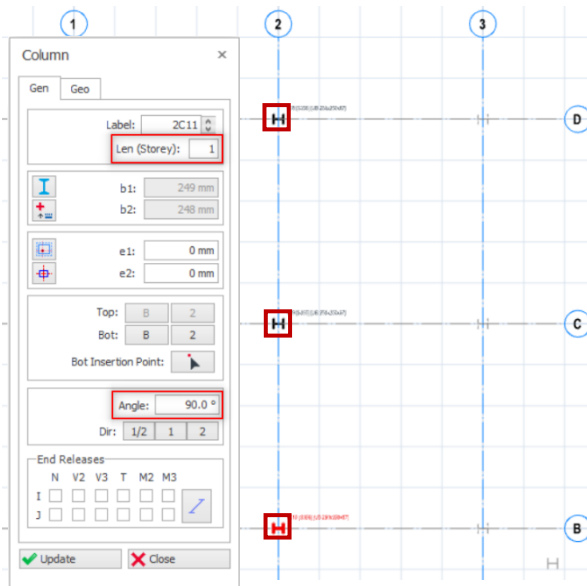 1
2
3
Column ×
Gen Geo
Label: 2C11
Len (Storey): 1
b1: 249 mm
b2: 248 mm
e1: 0 mm
e2: 0 mm
Top: B 2
Bot: B 2
Bot Insertion Point:
Angle: 90.0 °
Dir: 1/2 1 2
End Releases
N V2 V3 T M2 M3
I
J
Update Close
D
C
B